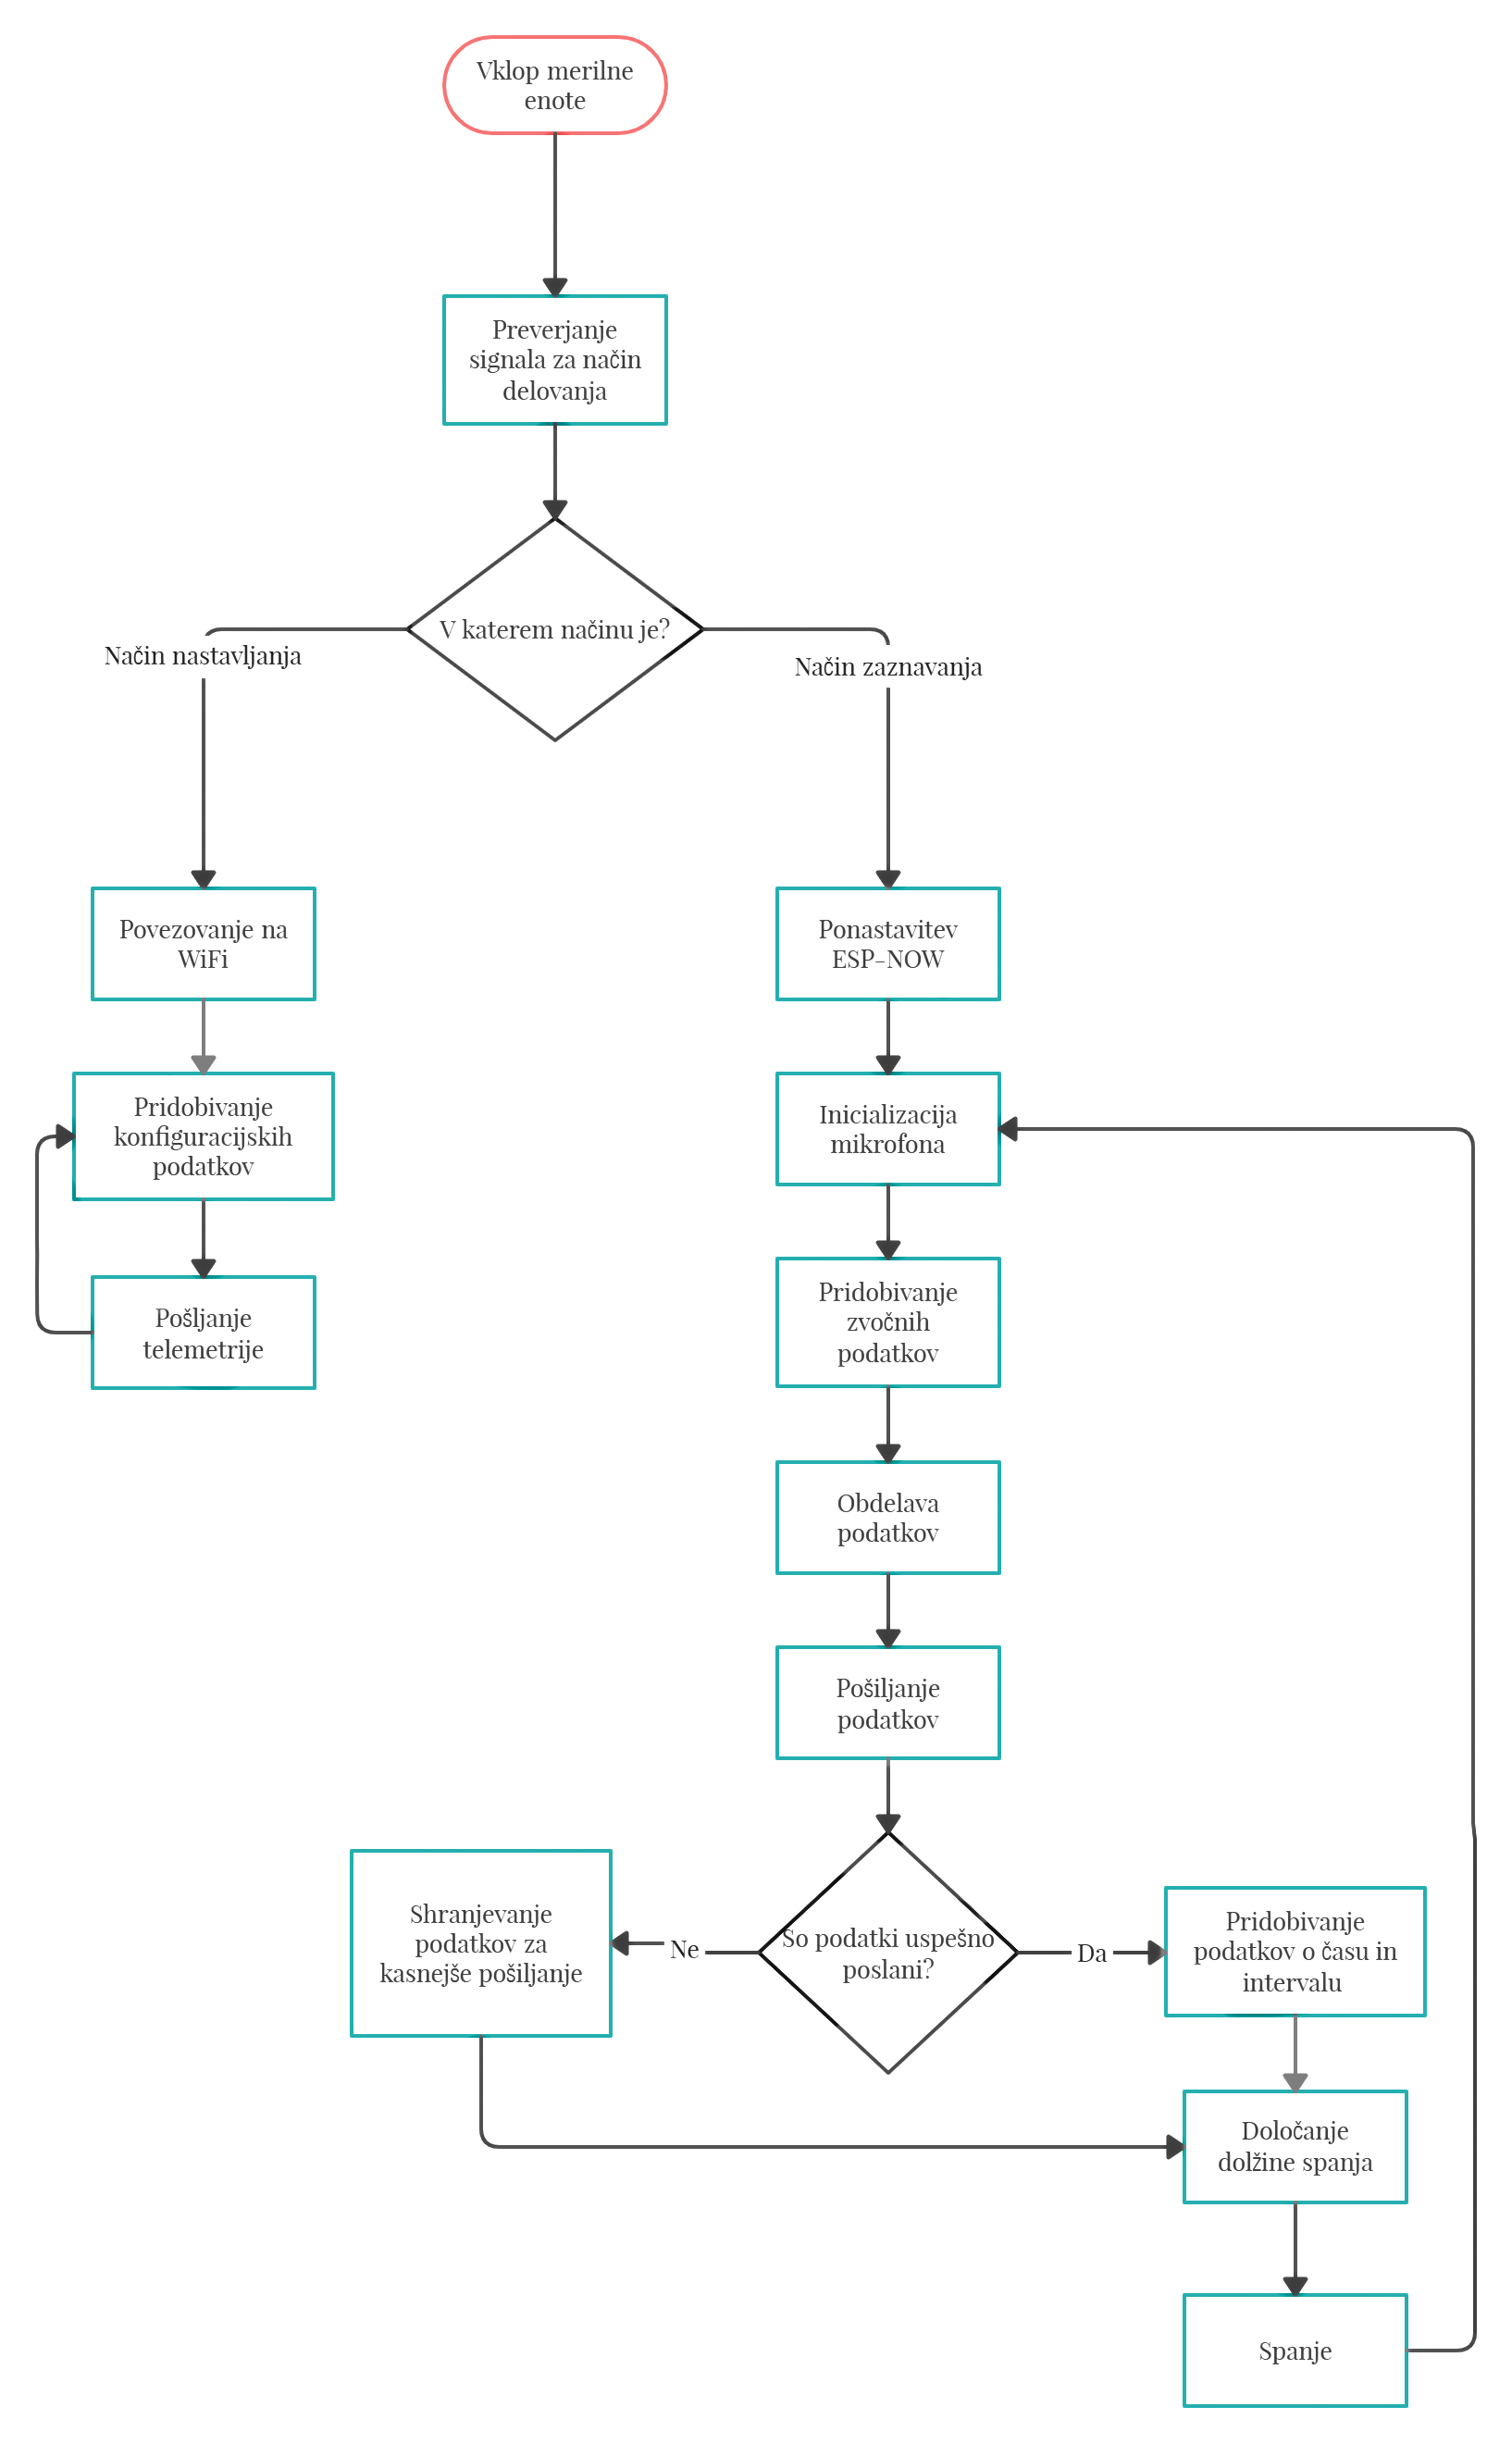 Vklop merilne
enote
Preverjanje
signala za način
delovanja
V katerem načinu je?
Način nastavljanja
Način zaznavanja
Povezovanje na
WiFi
Pridobivanje
konfiguracijskih
podatkov
Pošljanje
telemetrije
Ponastavitev
ESP-NOW
Inicializacija
mikrofona
Pridobivanje
zvočnih
podatkov
Obdelava
podatkov
Pošiljanje
podatkov
So podatki uspešno
poslani?
Ne
Shranjevanje
podatkov za
kasnejše pošiljanje
Da
Pridobivanje
podatkov o času in
intervalu
Določanje
dolžine spanja
Spanje